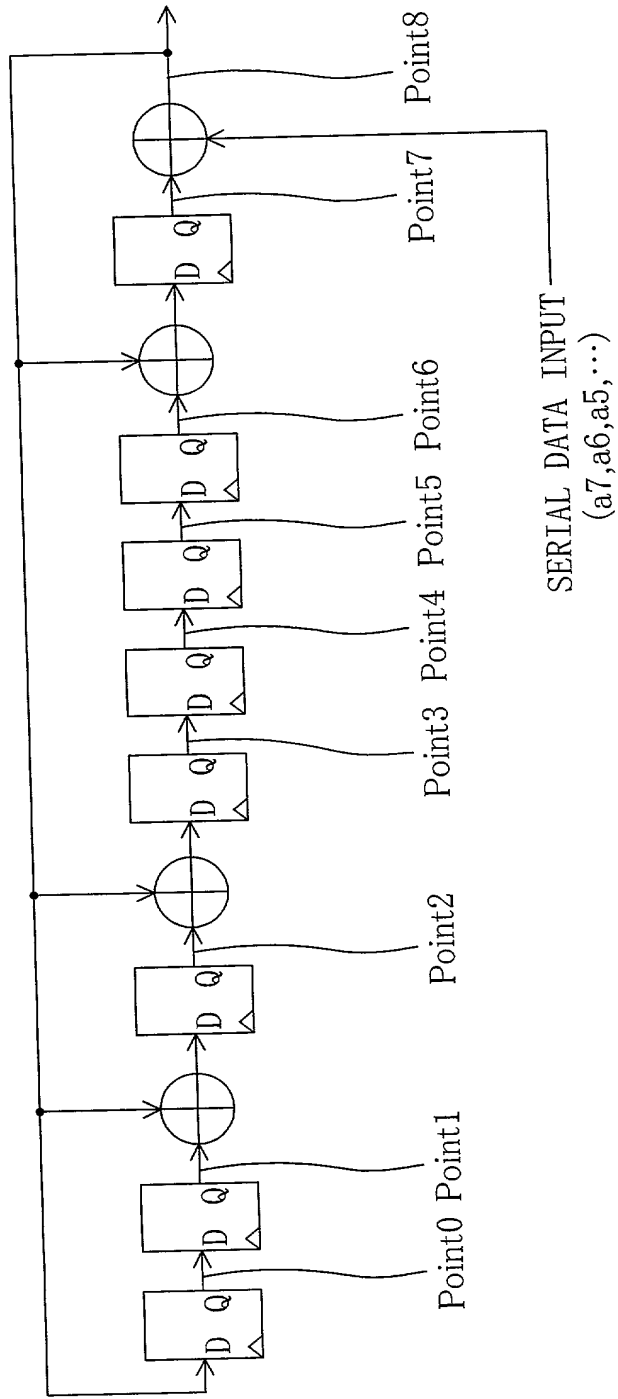 D Q
D Q
D Q
D Q
D Q
D Q
D Q
D Q
Point0 Point1 Point2 Point3 Point4 Point5 Point6 Point7 Point8
SERIAL DATA INPUT
(a7,a6,a5,···)